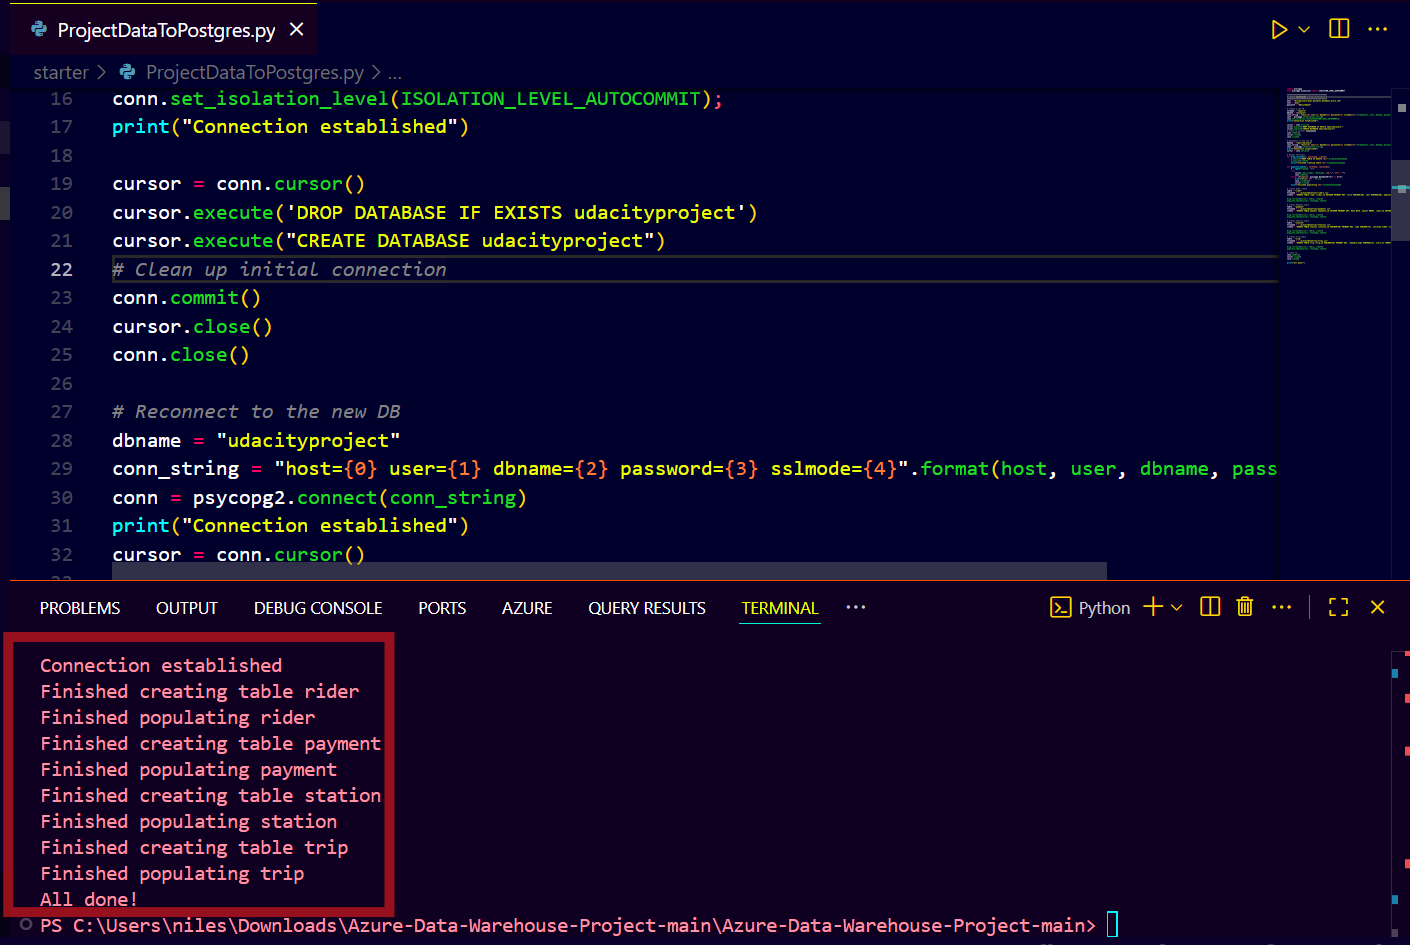 ProjectDataToPostgres.py
starter > ProjectDataToPostgres.py > ...
16 conn.set_isolation_level(ISOLATION_LEVEL_AUTOCOMMIT);
17 print("Connection established")
18
19 cursor = conn.cursor()
20 cursor.execute('DROP DATABASE IF EXISTS udacityproject')
21 cursor.execute("CREATE DATABASE udacityproject")
22 # Clean up initial connection
23 conn.commit()
24 cursor.close()
25 conn.close()
26
27 # Reconnect to the new DB
28 dbname = "udacityproject"
29 conn_string = "host={0} user={1} dbname={2} password={3} sslmode={4}".format(host, user, dbname, pass
30 conn = psycopg2.connect(conn_string)
31 print("Connection established")
32 cursor = conn.cursor()
PROBLEMS OUTPUT DEBUG CONSOLE PORTS AZURE QUERY RESULTS TERMINAL ... Python
Connection established
Finished creating table rider
Finished populating rider
Finished creating table payment
Finished populating payment
Finished creating table station
Finished populating station
Finished creating table trip
Finished populating trip
All done!
PS C:\Users\niles\Downloads\Azure-Data-Warehouse-Project-main\Azure-Data-Warehouse-Project-main>